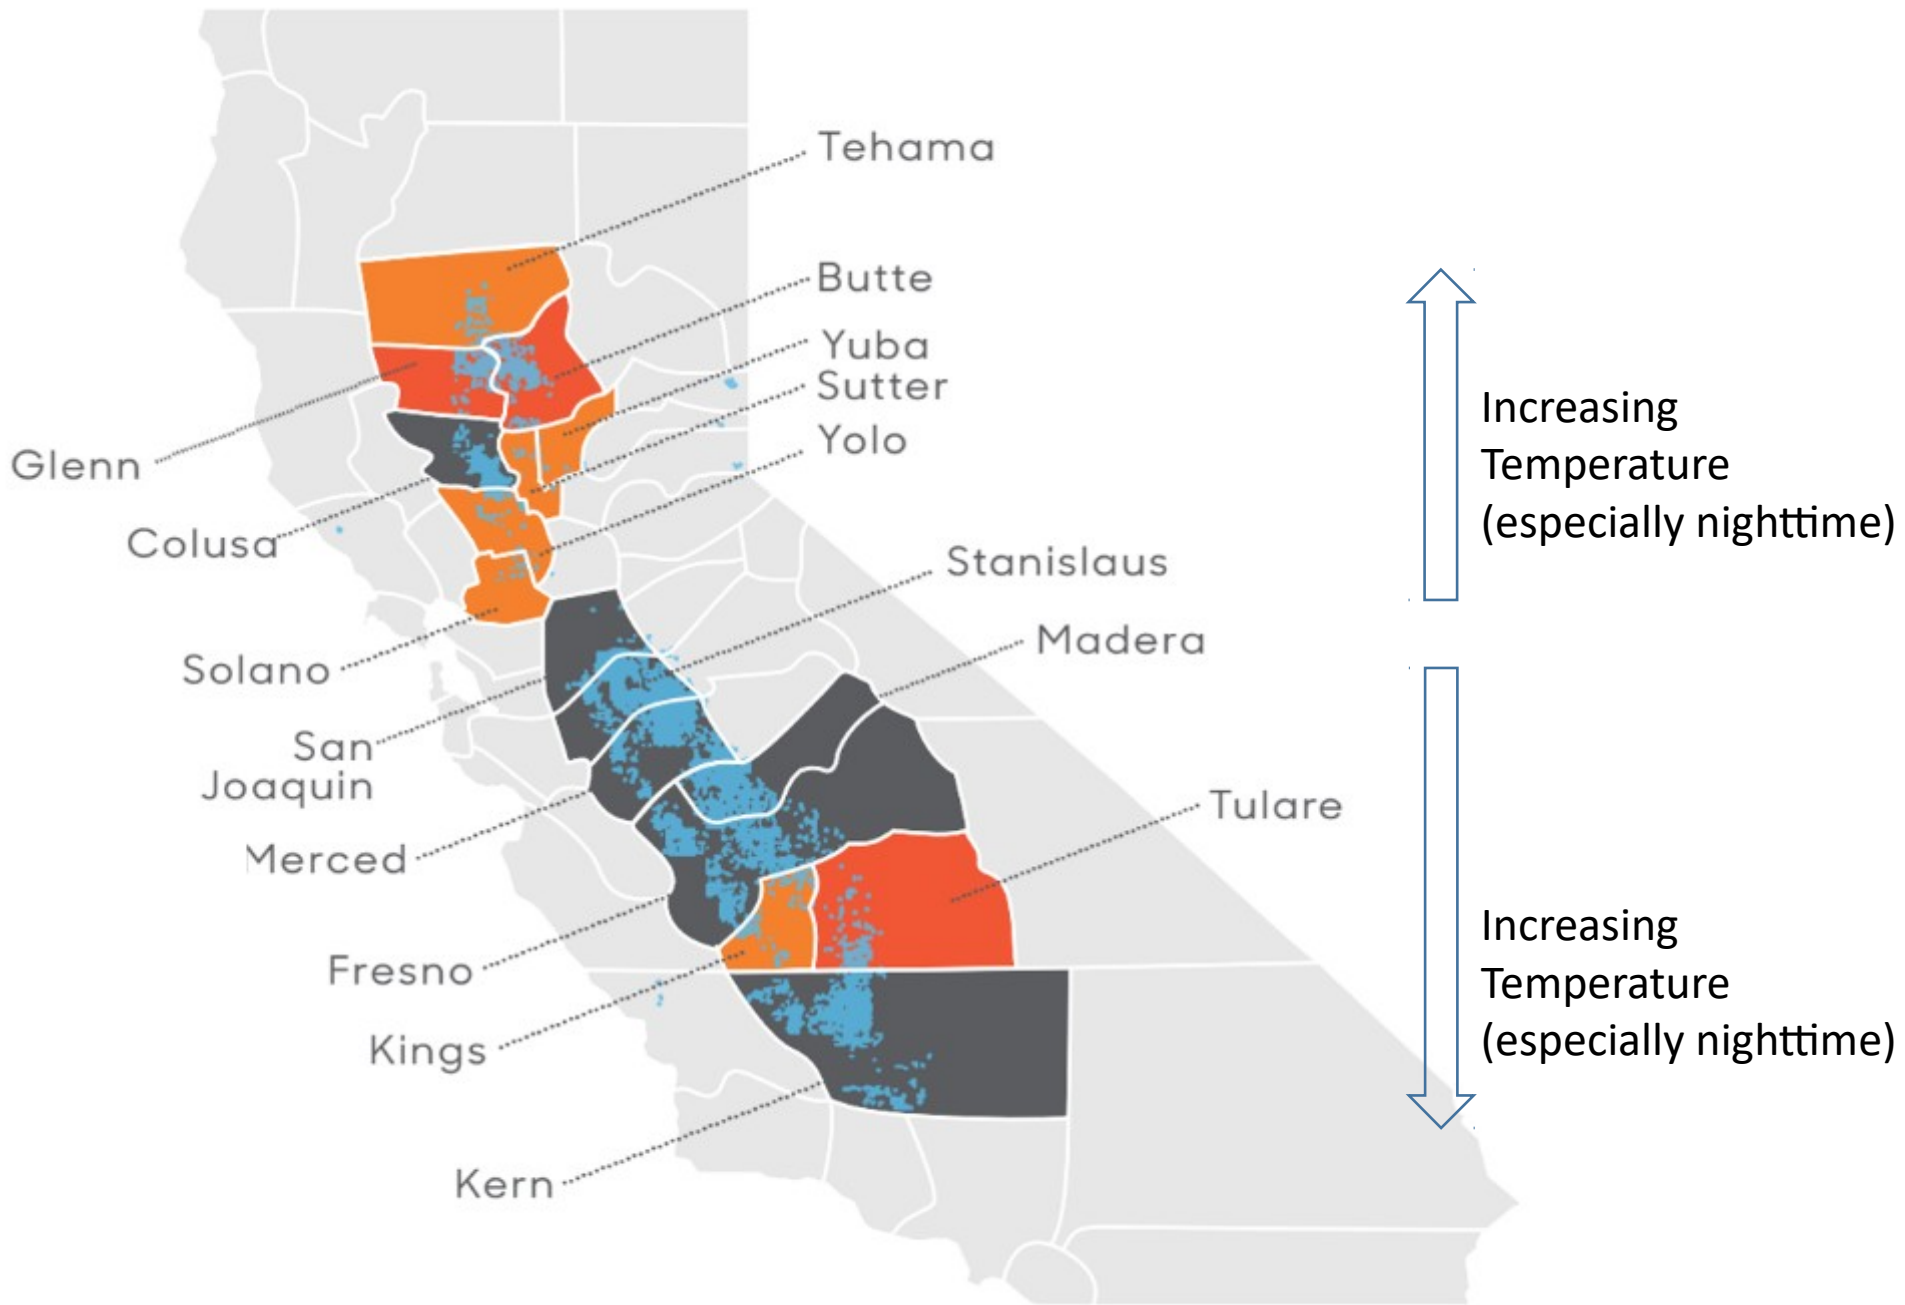 Tehama
Butte
Yuba
Sutter
Yolo
Glenn
Colusa
Stanislaus
Madera
Solano
San
Joaquin
Tulare
Merced
Fresno
Kings
Kern
Increasing
Temperature
(especially nighttime)
Increasing
Temperature
(especially nighttime)